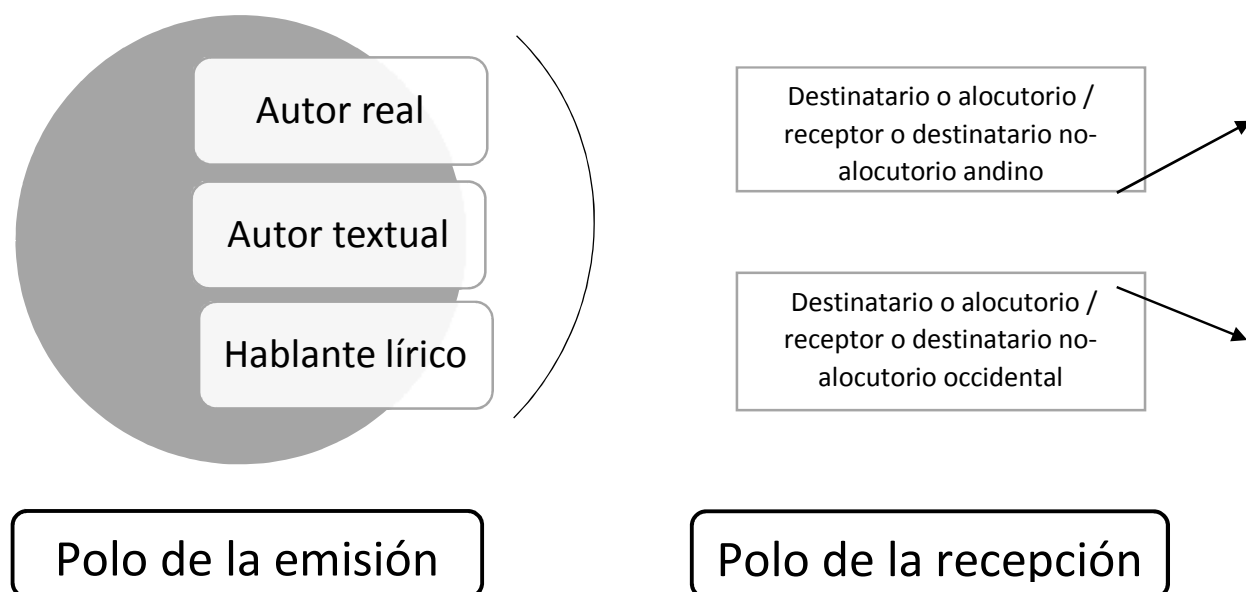 Autor real
Autor textual
Hablante lírico
Destinatario o alocutorio /
receptor o destinatario no-
alocutorio andino
Destinatario o alocutorio /
receptor o destinatario no-
alocutorio occidental
Polo de la emisión
Polo de la recepción